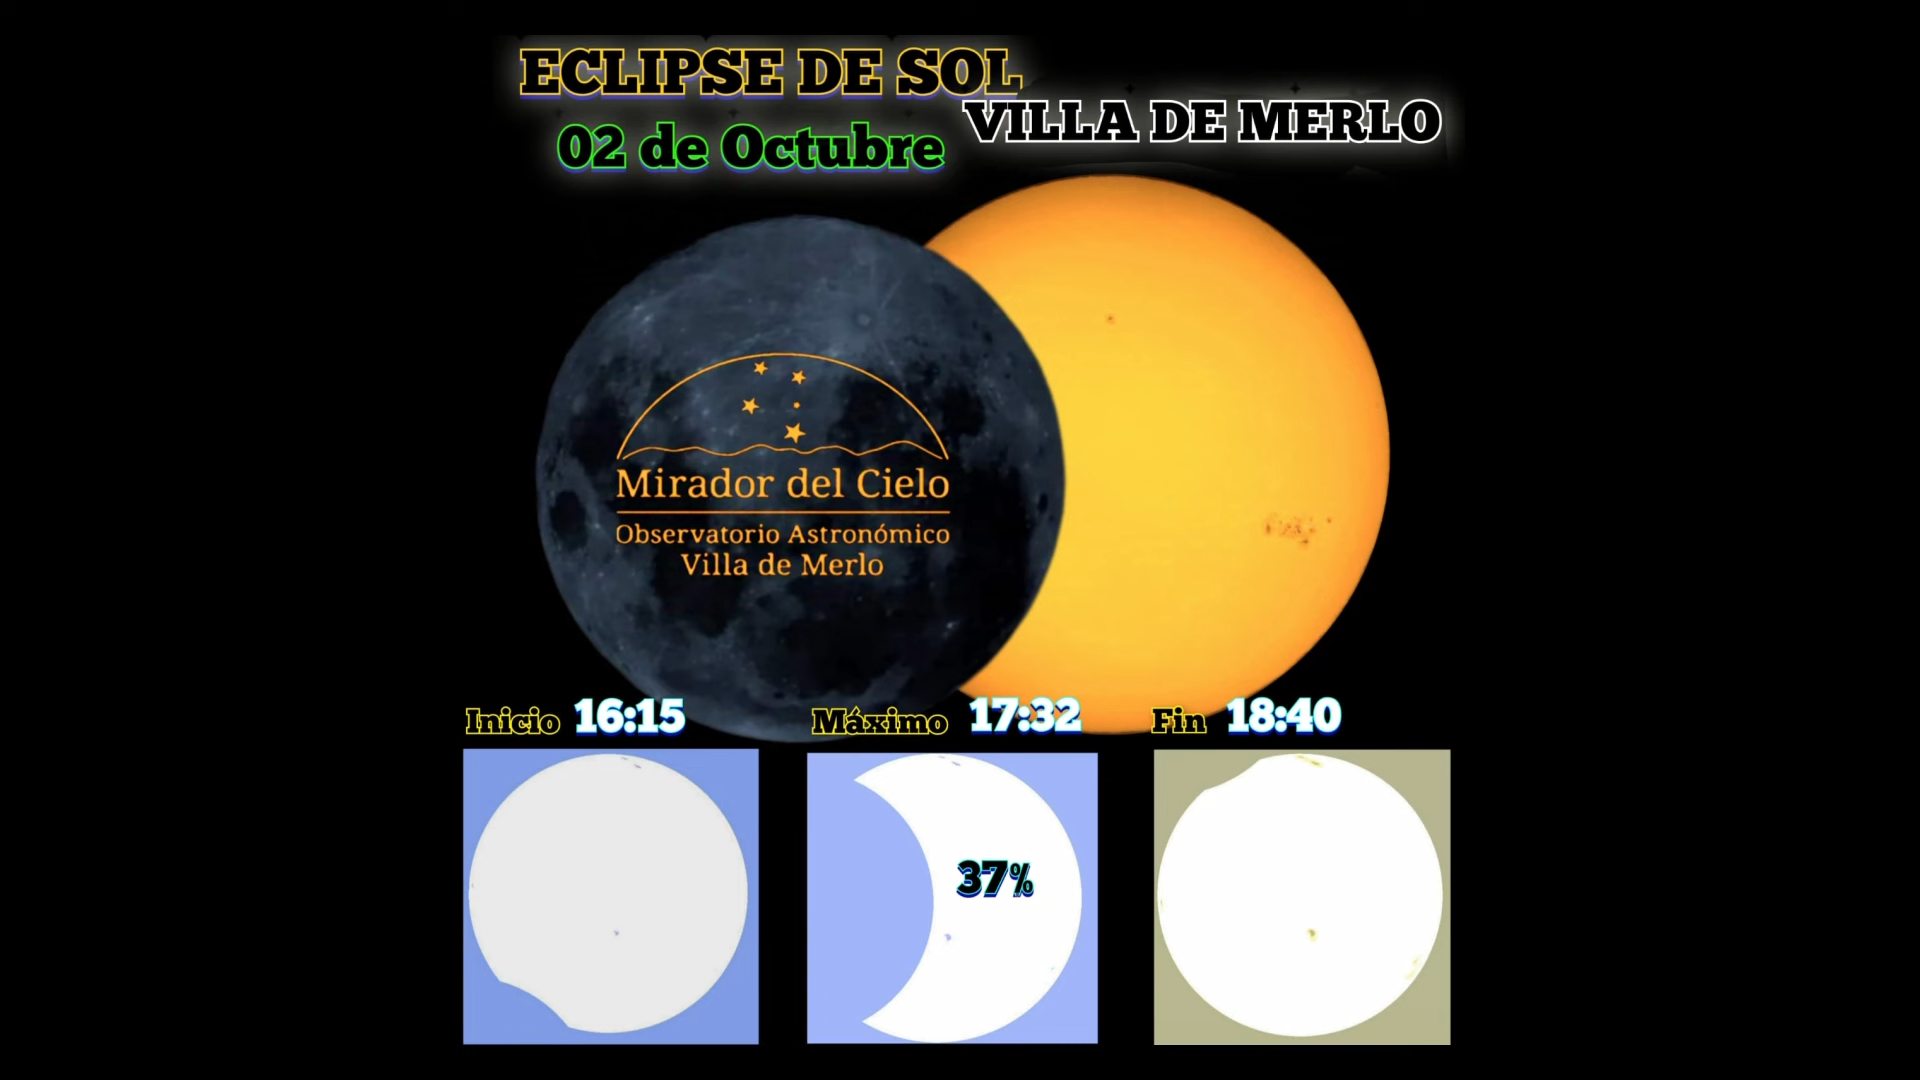 ECLIPSE DE SOL
VILLA DE MERLO
02 de Octubre
Mirador del Cielo
Observatorio Astronómico
Villa de Merlo
Inicio 16:15
Máximo 17:32
Fin 18:40
37%